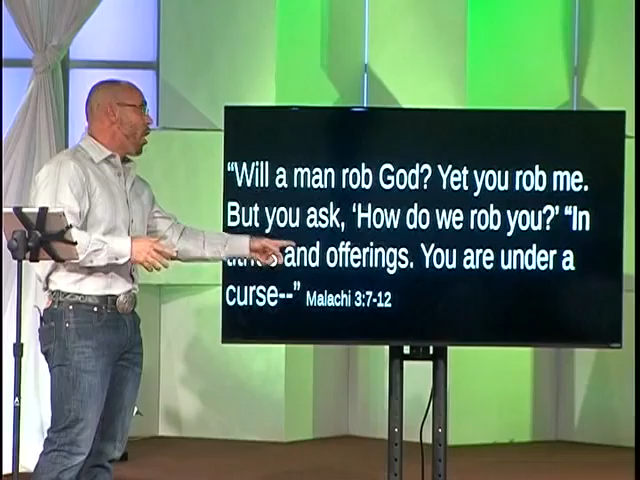 “Will a man rob God? Yet you rob me.
But you ask, ‘How do we rob you?’ “In
and offerings. You are under a
curse--” Malachi 3:7-12